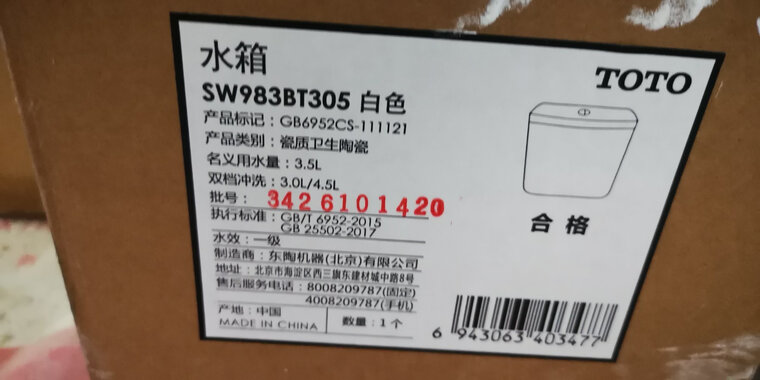 水箱
TOTO
SW983BT305 白色
产品标记：GB6952CS-111121
产品类别：瓷质卫生陶瓷
名义用水量：3.5L
双档冲洗：3.0L/4.5L
批号：3426101420
合格
执行标准：GB/T 6952-2015
GB 25502-2017
水效：一级
制造商：东陶机器(北京)有限公司
地址：北京市海淀区西三旗东建材城中路8号
售后服务电话：8008209787(固定)
4008209787(手机)
产地：中国
MADE IN CHINA
数量：1个
6 943063 403477